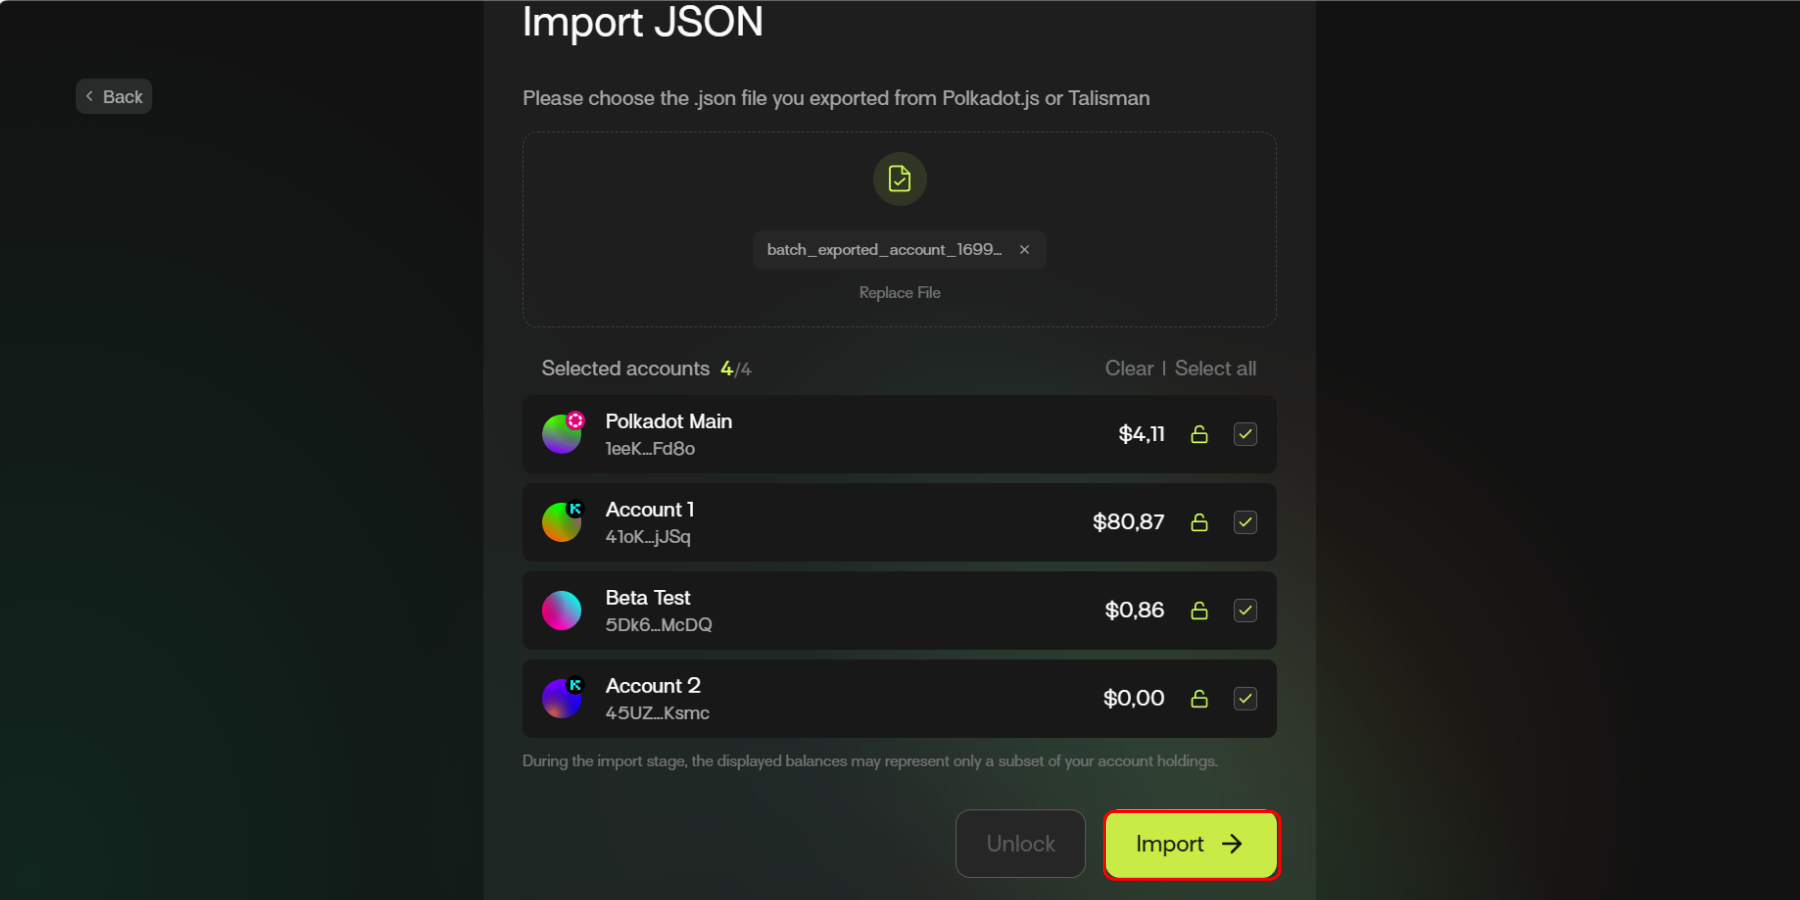 Import JSON
Back
Please choose the .json file you exported from Polkadot.js or Talisman
batch_exported_account_1699...
Replace File
Selected accounts 4/4
Clear | Select all
Polkadot Main
1eeK...Fd8o
$4,11
Account 1
41oK...jJSq
$80,87
Beta Test
5Dk6...McDQ
$0,86
Account 2
45UZ...Ksmc
$0,00
During the import stage, the displayed balances may represent only a subset of your account holdings.
Unlock
Import